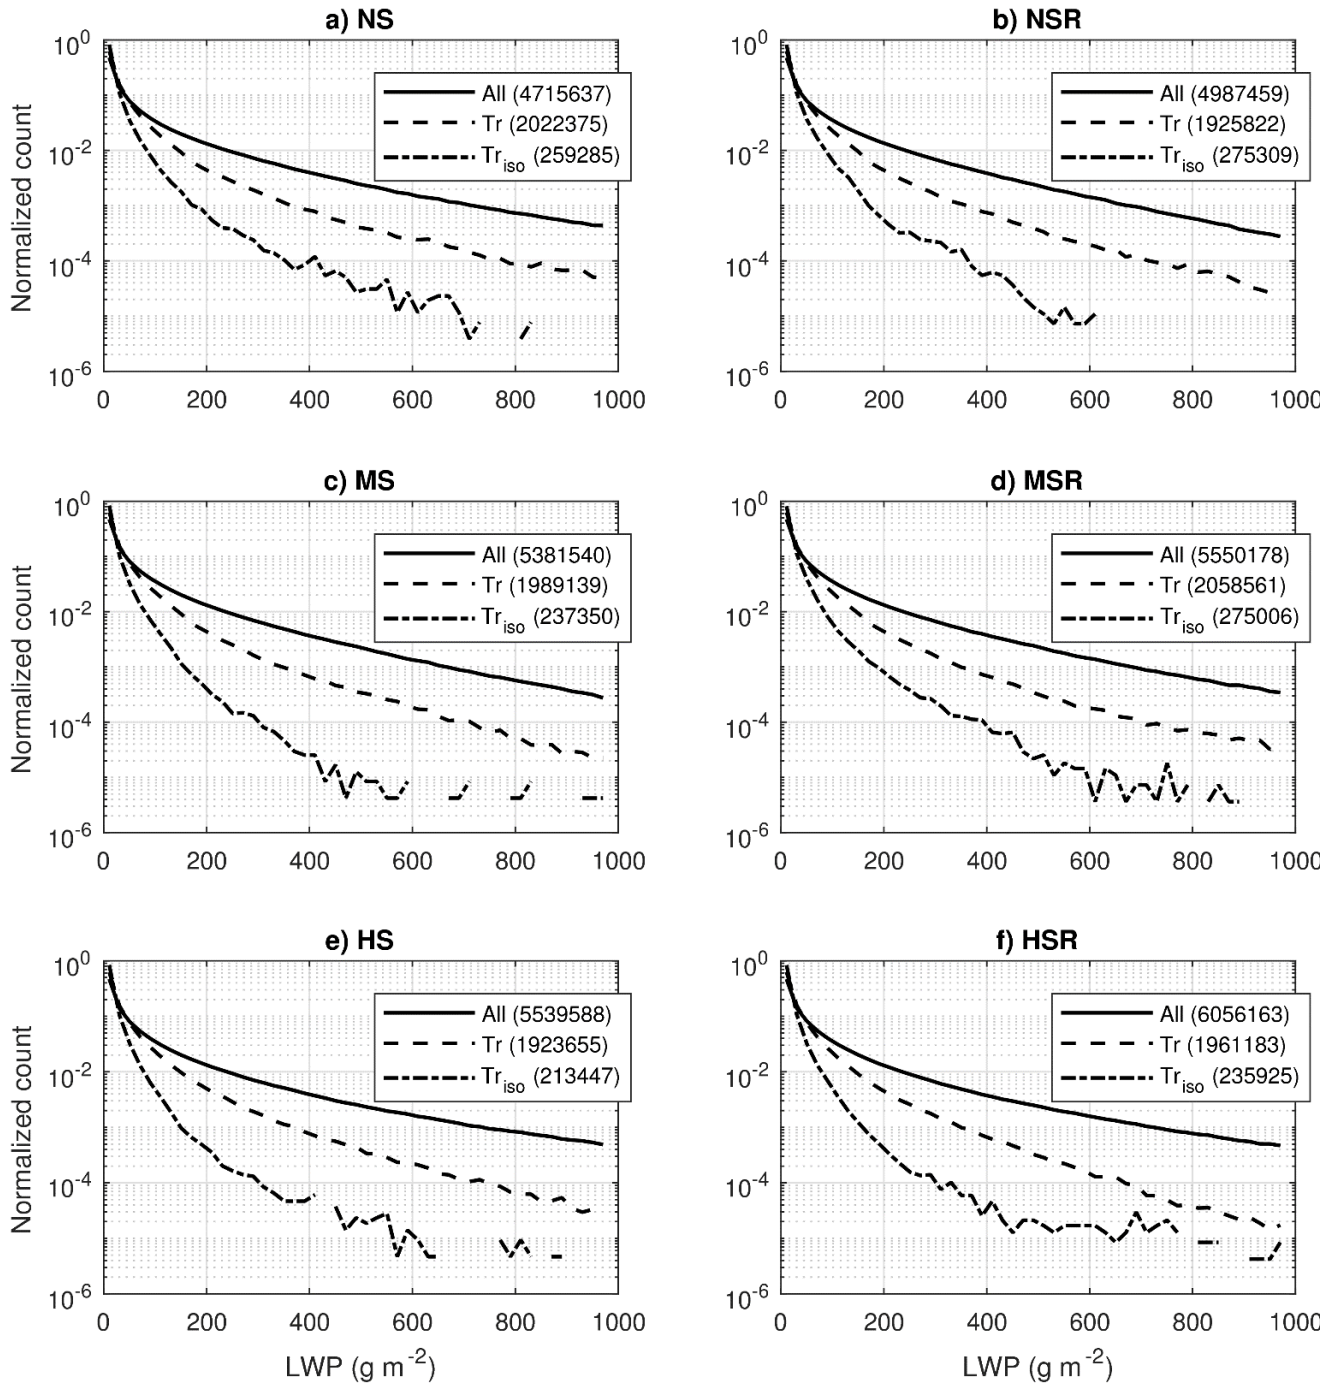 a) NS
10^0
10^-2
10^-4
10^-6
Normalized count
All (4715637)
Tr (2022375)
Tr_iso (259285)
0 200 400 600 800 1000
b) NSR
10^0
10^-2
10^-4
10^-6
All (4987459)
Tr (1925822)
Tr_iso (275309)
0 200 400 600 800 1000
c) MS
10^0
10^-2
10^-4
10^-6
Normalized count
All (5381540)
Tr (1989139)
Tr_iso (237350)
0 200 400 600 800 1000
d) MSR
10^0
10^-2
10^-4
10^-6
All (5550178)
Tr (2058561)
Tr_iso (275006)
0 200 400 600 800 1000
e) HS
10^0
10^-2
10^-4
10^-6
Normalized count
All (5539588)
Tr (1923655)
Tr_iso (213447)
0 200 400 600 800 1000
LWP (g m^-2)
f) HSR
10^0
10^-2
10^-4
10^-6
All (6056163)
Tr (1961183)
Tr_iso (235925)
0 200 400 600 800 1000
LWP (g m^-2)